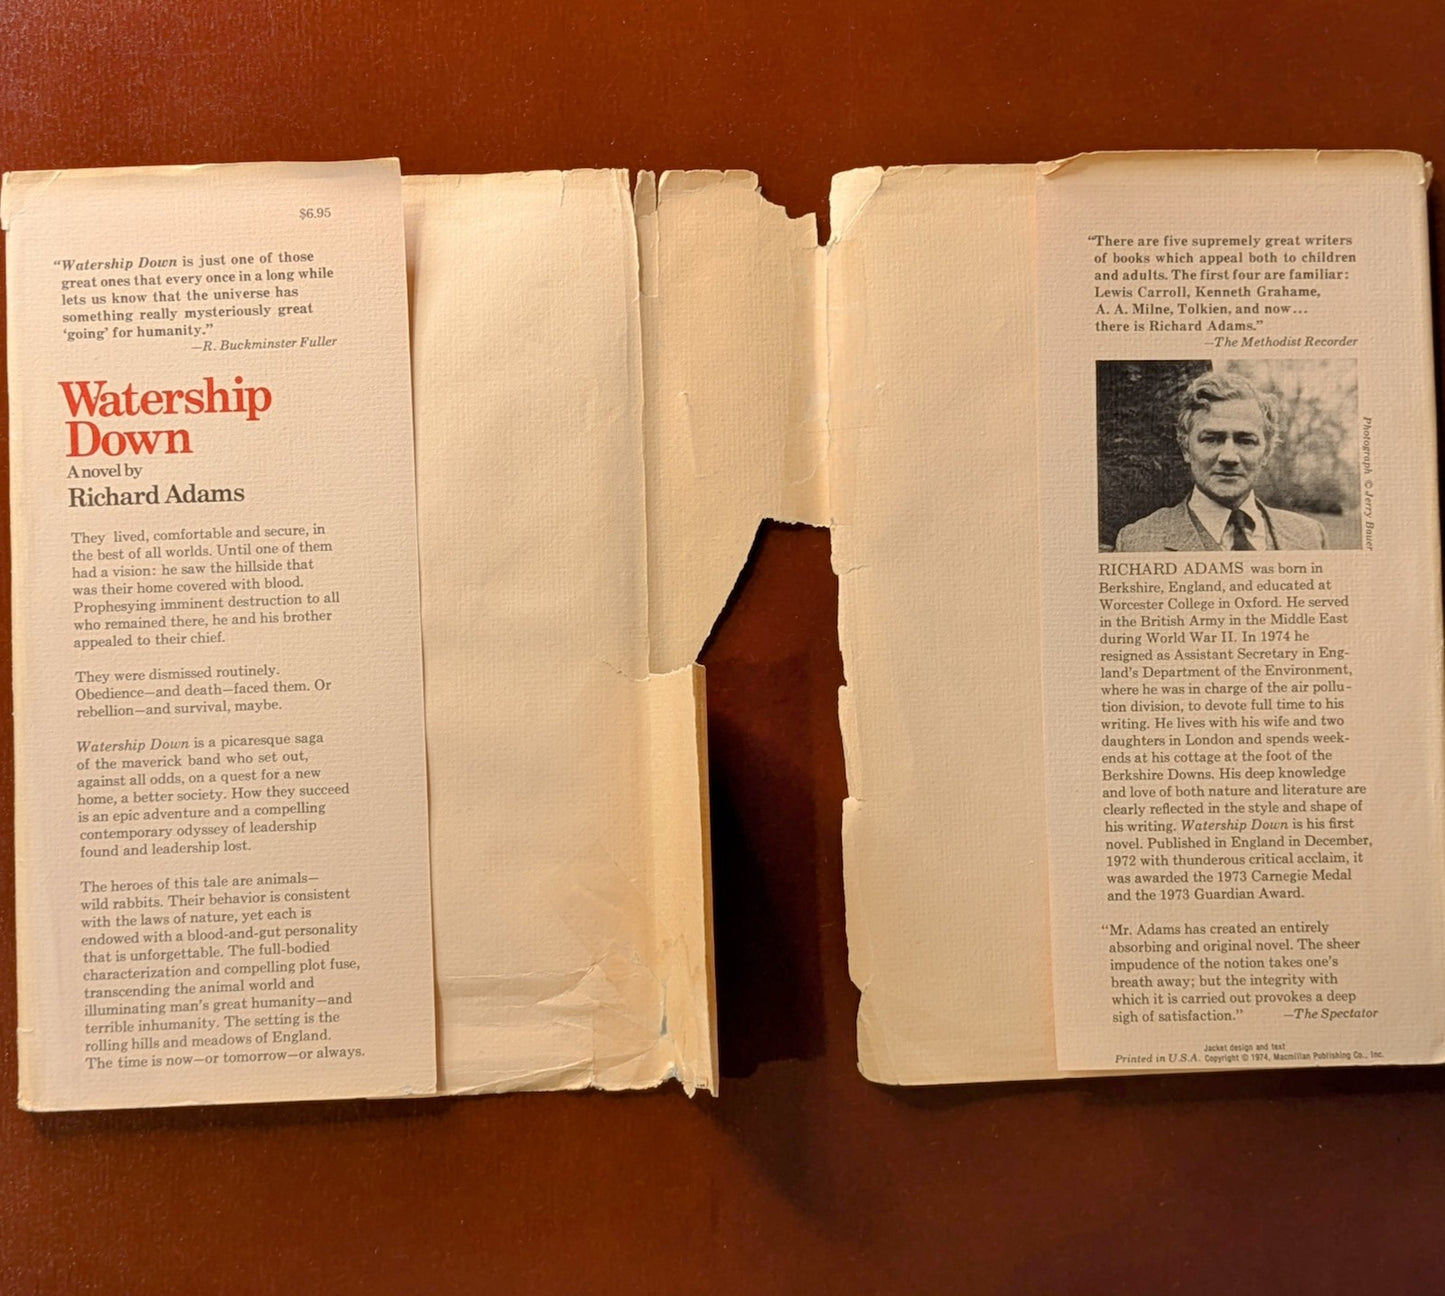 $6.95
“Watership Down is just one of those
great ones that every once in a long while
lets us know that the universe has
something really mysteriously great
‘going’ for humanity.”
—R. Buckminster Fuller
Watership
Down
A novel by
Richard Adams
They lived, comfortable and secure, in
the best of all worlds. Until one of them
had a vision: he saw the hillside that
was their home covered with blood.
Prophesying imminent destruction to all
who remained there, he and his brother
appealed to their chief.
They were dismissed routinely.
Obedience—and death—faced them. Or
rebellion—and survival, maybe.
Watership Down is a picaresque saga
of the maverick band who set out,
against all odds, on a quest for a new
home, a better society. How they succeed
is an epic adventure and a compelling
contemporary odyssey of leadership
found and leadership lost.
The heroes of this tale are animals—
wild rabbits. Their behavior is consistent
with the laws of nature, yet each is
endowed with a blood-and-gut personality
that is unforgettable. The full-bodied
characterization and compelling plot fuse,
transcending the animal world and
illuminating man’s great humanity—and
terrible inhumanity. The setting is the
rolling hills and meadows of England.
The time is now—or tomorrow—or always.
“There are five supremely great writers
of books which appeal both to children
and adults. The first four are familiar:
Lewis Carroll, Kenneth Grahame,
A. A. Milne, Tolkien, and now...
there is Richard Adams.”
—The Methodist Recorder
Photograph © Jerry Bauer
RICHARD ADAMS was born in
Berkshire, England, and educated at
Worcester College in Oxford. He served
in the British Army in the Middle East
during World War II. In 1974 he
resigned as Assistant Secretary in Eng-
land’s Department of the Environment,
where he was in charge of the air pollu-
tion division, to devote full time to his
writing. He lives with his wife and two
daughters in London and spends week-
ends at his cottage at the foot of the
Berkshire Downs. His deep knowledge
and love of both nature and literature are
clearly reflected in the style and shape of
his writing. Watership Down is his first
novel. Published in England in December,
1972 with thunderous critical acclaim, it
was awarded the 1973 Carnegie Medal
and the 1973 Guardian Award.
“Mr. Adams has created an entirely
absorbing and original novel. The sheer
impudence of the notion takes one’s
breath away; but the integrity with
which it is carried out provokes a deep
sigh of satisfaction.” —The Spectator
Jacket design and text
Printed in U.S.A. Copyright © 1974, Macmillan Publishing Co., Inc.